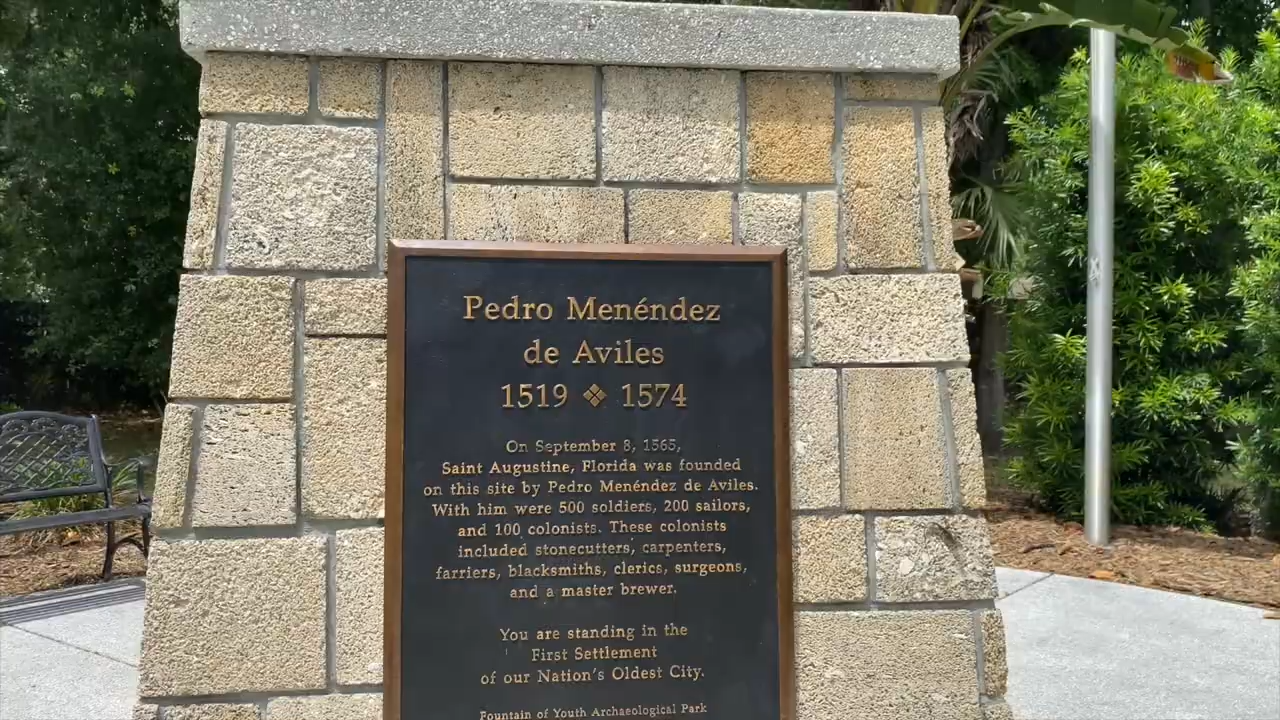 Pedro Menéndez
de Aviles
1519 ❖ 1574
On September 8, 1565,
Saint Augustine, Florida was founded
on this site by Pedro Menéndez de Aviles.
With him were 500 soldiers, 200 sailors,
and 100 colonists. These colonists
included stonecutters, carpenters,
farriers, blacksmiths, clerics, surgeons,
and a master brewer.
You are standing in the
First Settlement
of our Nation's Oldest City.
Fountain of Youth Archaeological Park